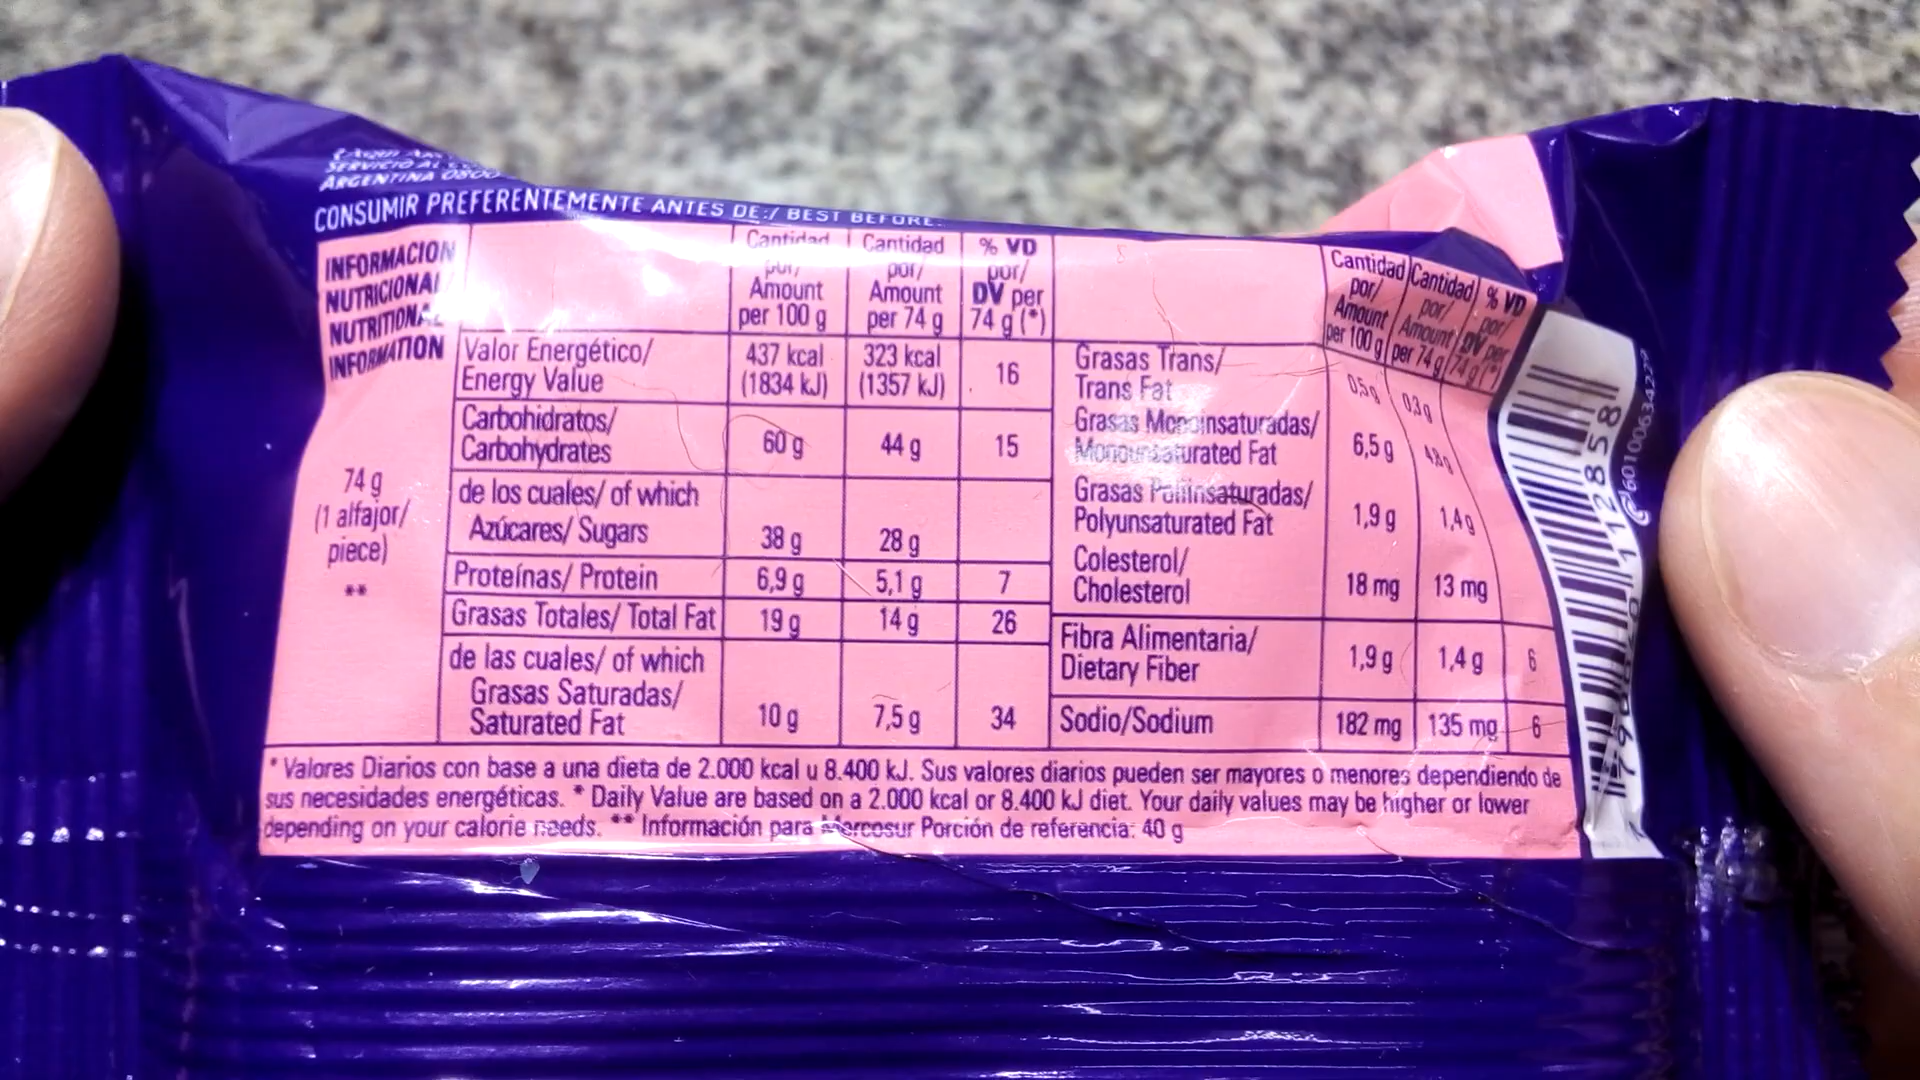 SERVICIO AL
ARGENTINA 0800
CONSUMIR PREFERENTEMENTE ANTES DE:/ BEST BEFORE
INFORMACION
NUTRICIONAL/
NUTRITIONAL
INFORMATION
74 g
(1 alfajor/
piece)
**
Cantidad por/ Amount per 100 g
Cantidad por/ Amount per 74 g
% VD por/ DV per 74 g (*)
Valor Energético/ Energy Value 437 kcal (1834 kJ) 323 kcal (1357 kJ) 16
Carbohidratos/ Carbohydrates 60 g 44 g 15
de los cuales/ of which
Azúcares/ Sugars 38 g 28 g
Proteínas/ Protein 6,9 g 5,1 g 7
Grasas Totales/ Total Fat 19 g 14 g 26
de las cuales/ of which
Grasas Saturadas/ Saturated Fat 10 g 7,5 g 34
Cantidad por/ Amount per 100 g
Cantidad por/ Amount per 74 g
% VD por/ DV per 74 g (*)
Grasas Trans/ Trans Fat 0,5 g 0,3 g
Grasas Monoinsaturadas/ Monounsaturated Fat 6,5 g 4,8 g
Grasas Poliinsaturadas/ Polyunsaturated Fat 1,9 g 1,4 g
Colesterol/ Cholesterol 18 mg 13 mg
Fibra Alimentaria/ Dietary Fiber 1,9 g 1,4 g 6
Sodio/Sodium 182 mg 135 mg 6
* Valores Diarios con base a una dieta de 2.000 kcal u 8.400 kJ. Sus valores diarios pueden ser mayores o menores dependiendo de
sus necesidades energéticas. * Daily Value are based on a 2.000 kcal or 8.400 kJ diet. Your daily values may be higher or lower
depending on your calorie needs. ** Información para Mercosur Porción de referencia: 40 g